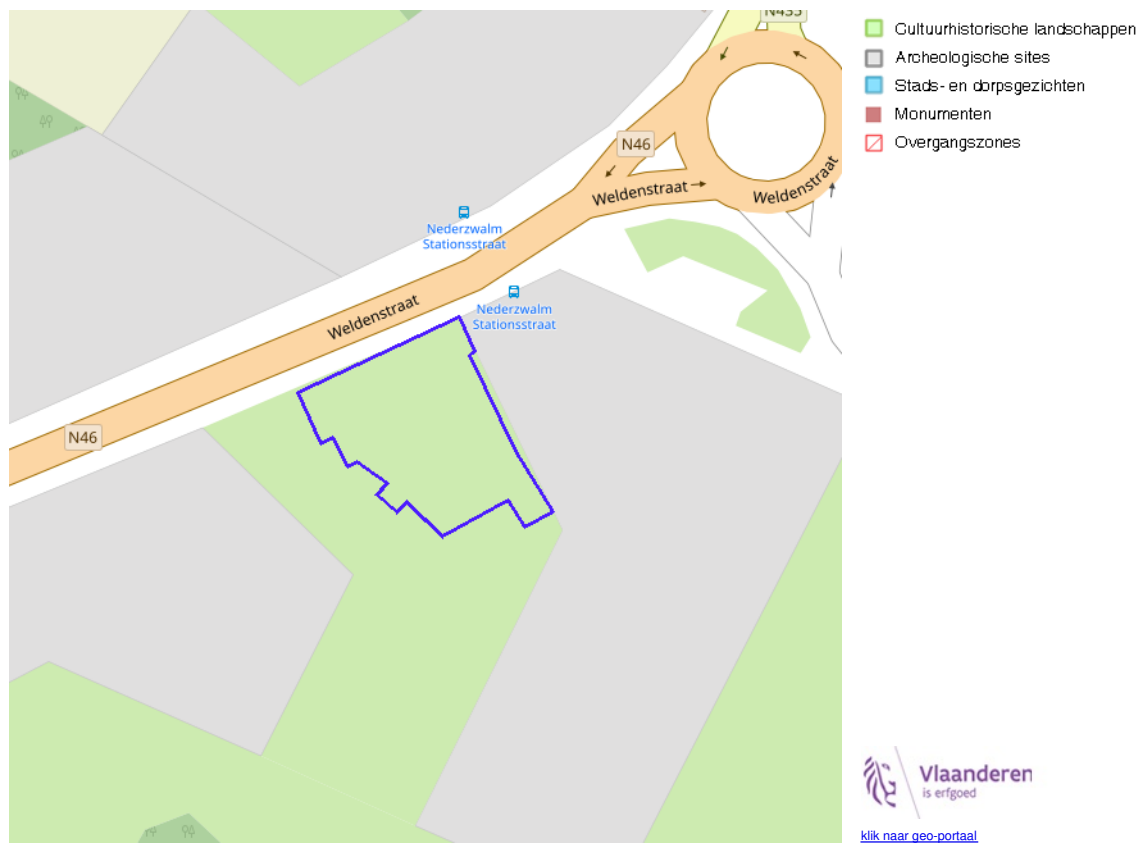 N435
N46
Weldenstraat
Weldenstraat
Nederzwalm
Stationsstraat
Nederzwalm
Stationsstraat
Weldenstraat
N46
Cultuurhistorische landschappen
Archeologische sites
Stads- en dorpsgezichten
Monumenten
Overgangszones
Vlaanderen
is erfgoed
klik naar geo-portaal